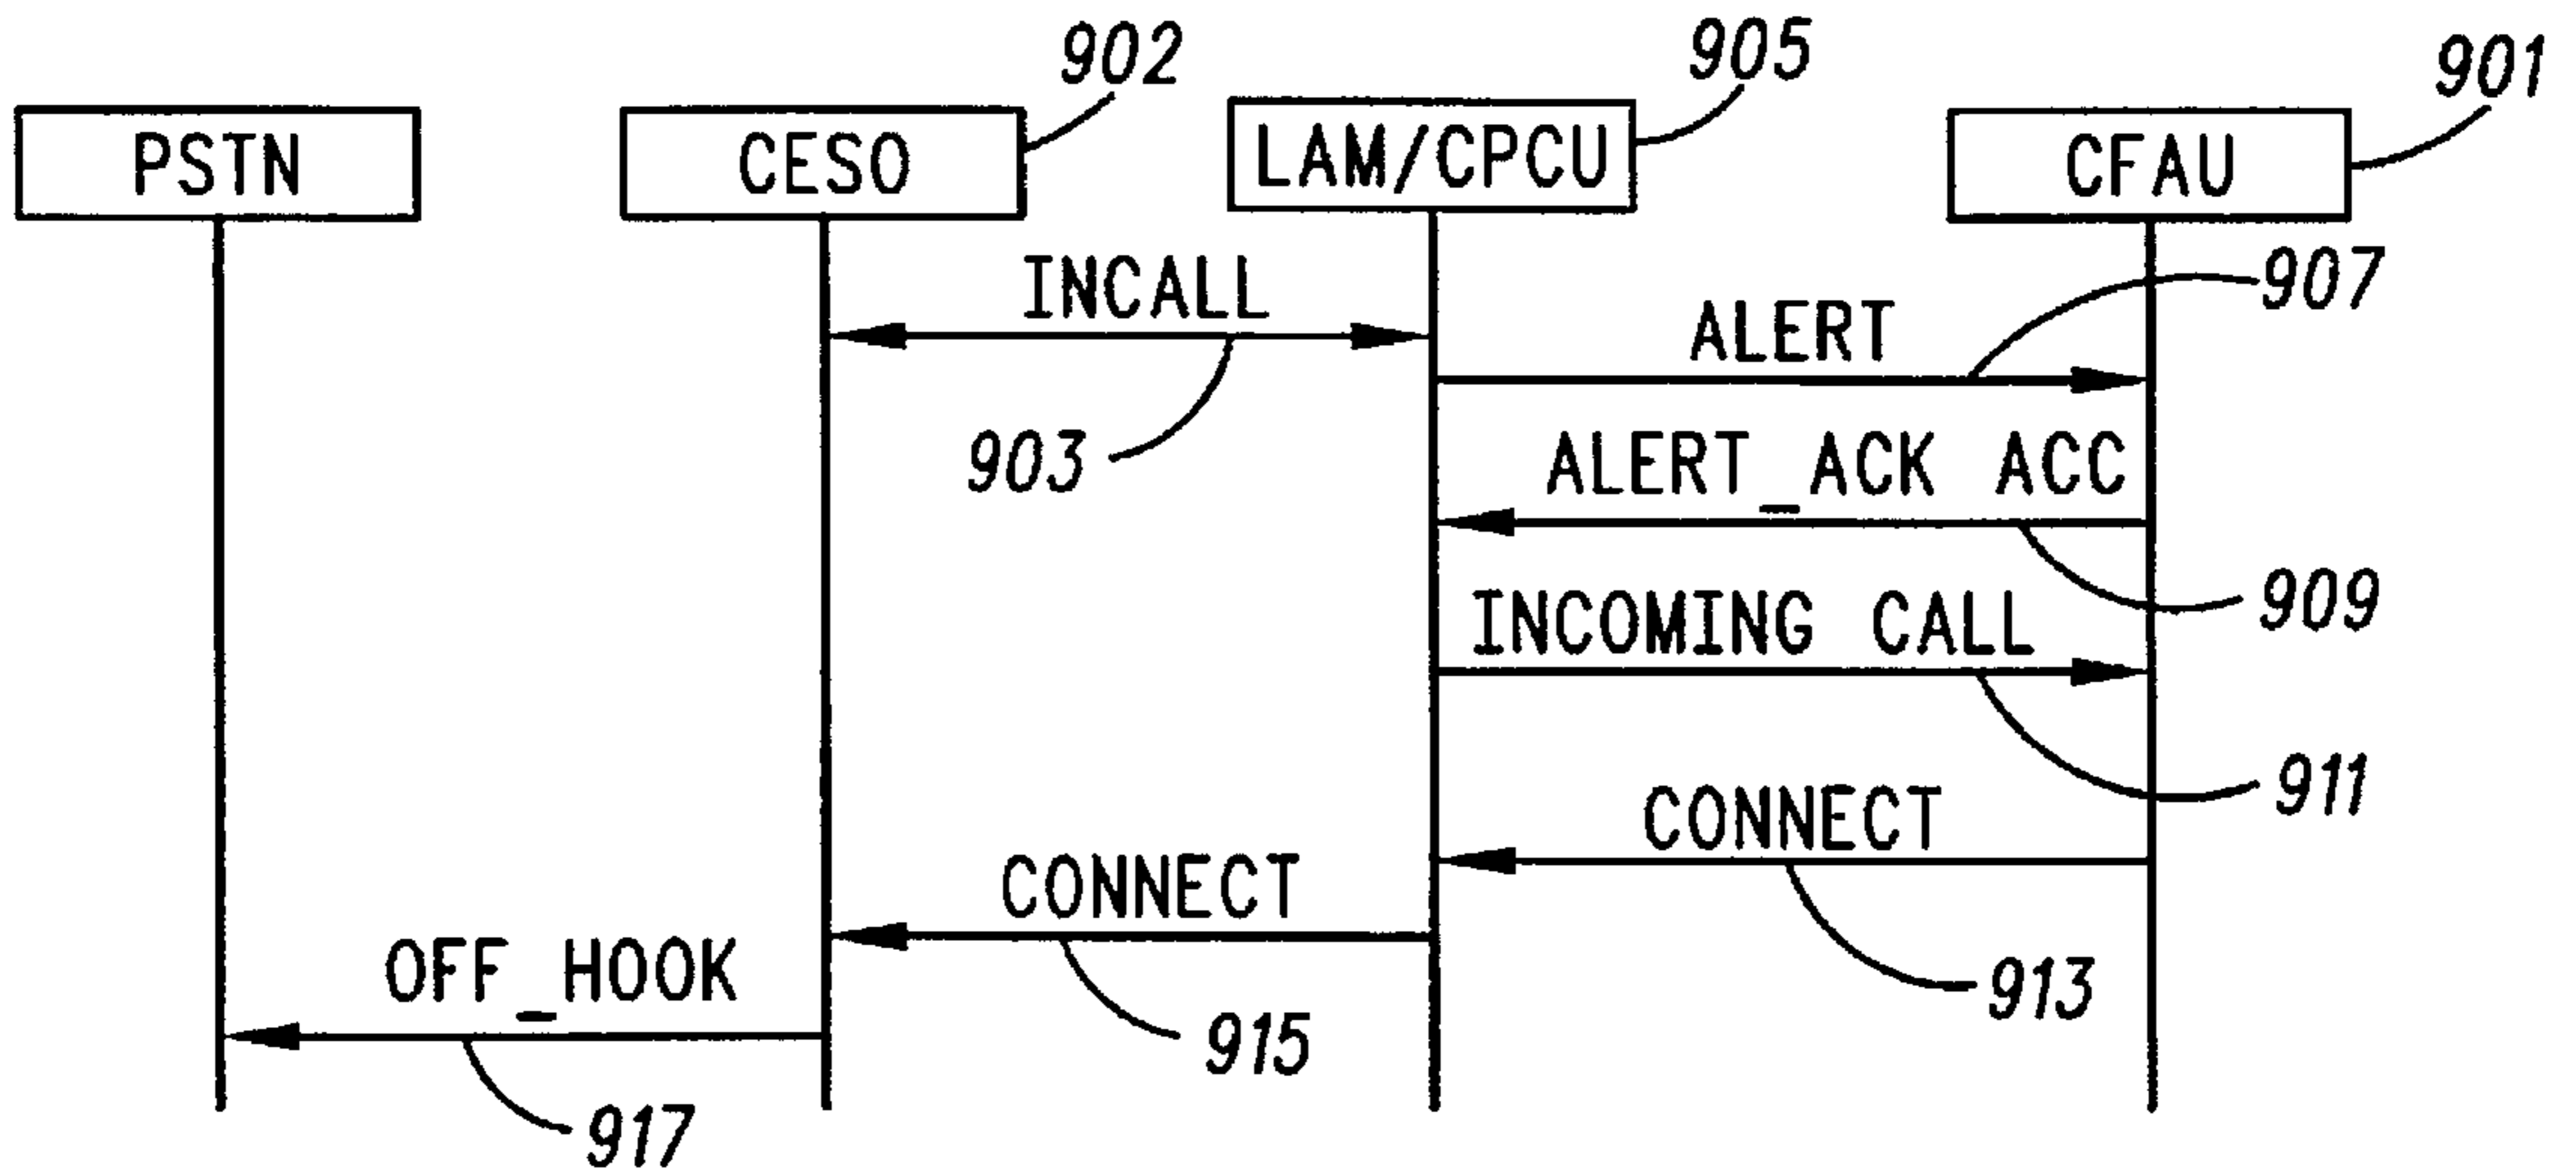 902
905
901
PSTN
CESO
LAM/CPCU
CFAU
INCALL
907
ALERT
903
ALERT_ACK ACC
909
INCOMING CALL
911
CONNECT
CONNECT
913
OFF_HOOK
915
917